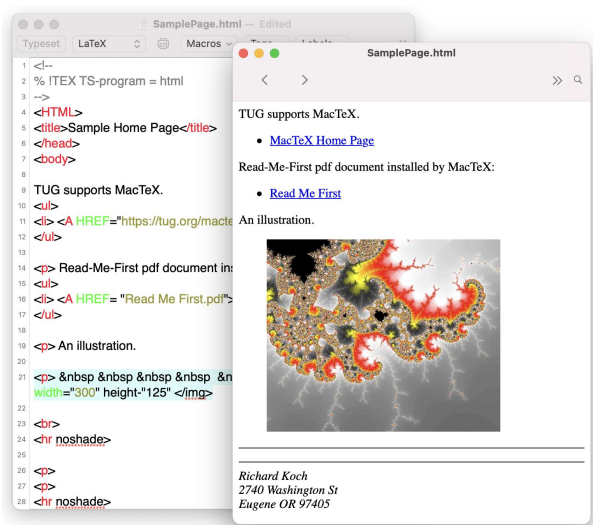 SamplePage.html — Edited
Typeset LaTeX Macros
1 <!--
2 % !TEX TS-program = html
3 -->
4 <HTML>
5 <title>Sample Home Page</title>
6 </head>
7 <body>
8
9 TUG supports MacTeX.
10 <ul>
11 <li> <A HREF="https://tug.org/macte
12 </ul>
13
14 <p> Read-Me-First pdf document ins
15 <ul>
16 <li> <A HREF= "Read Me First.pdf">
17 </ul>
18
19 <p> An illustration.
20
21 <p> &nbsp &nbsp &nbsp &nbsp &n
width="300" height-"125" </img>
22
23 <br>
24 <hr noshade>
25
26 <p>
27 <p>
28 <hr noshade>
SamplePage.html
TUG supports MacTeX.
• MacTeX Home Page
Read-Me-First pdf document installed by MacTeX:
• Read Me First
An illustration.
Richard Koch
2740 Washington St
Eugene OR 97405